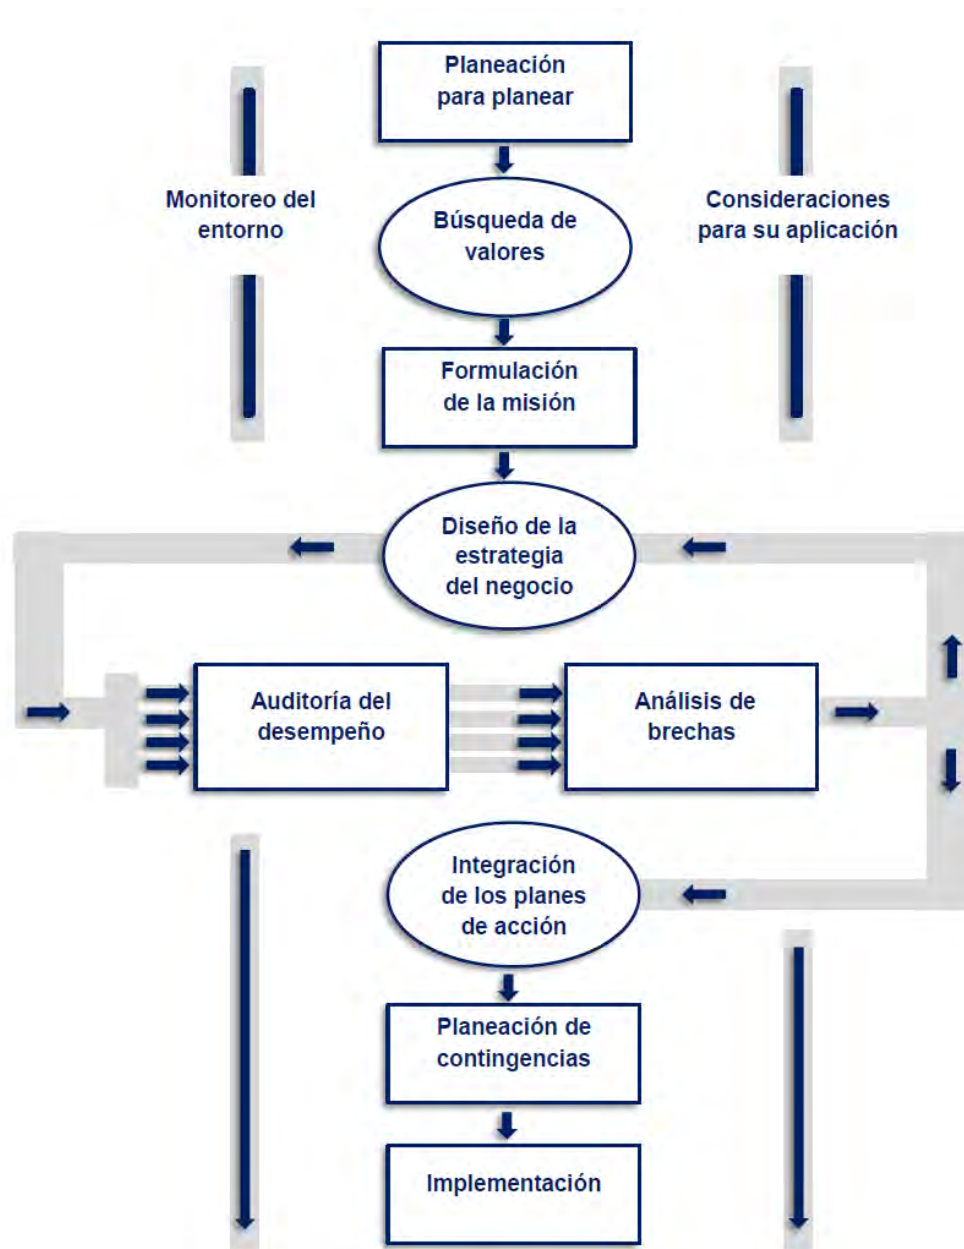 Planeación
para planear
Monitoreo del
entorno
Búsqueda de
valores
Consideraciones
para su aplicación
Formulación
de la misión
Diseño de la
estrategia
del negocio
Auditoría del
desempeño
Análisis de
brechas
Integración
de los planes
de acción
Planeación de
contingencias
Implementación